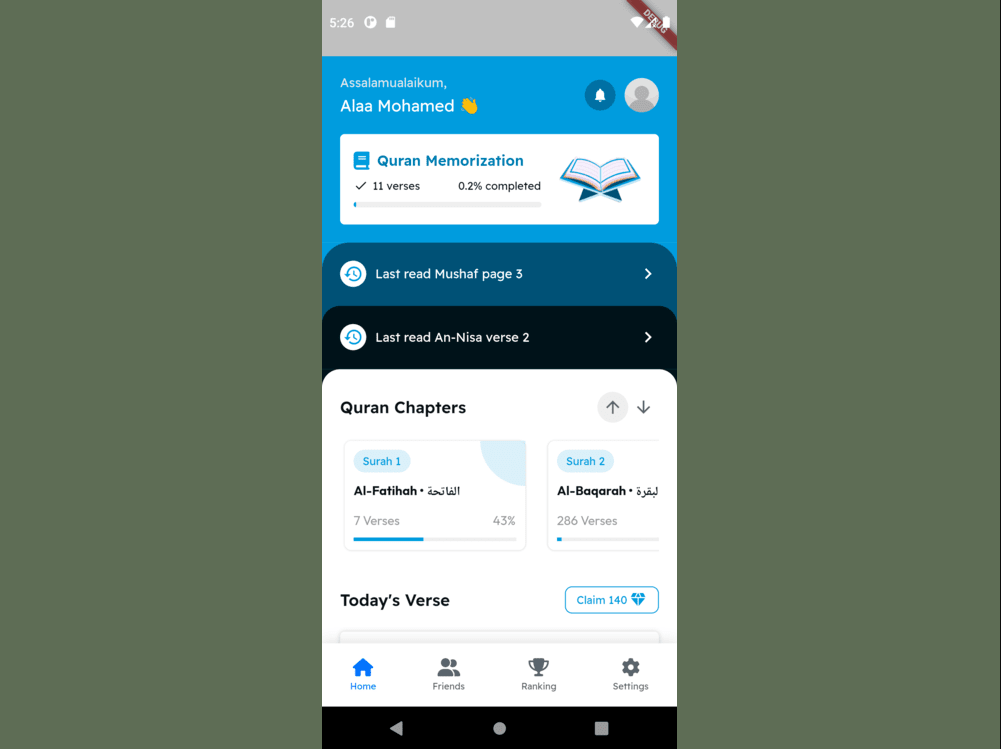 5:26
DEBUG
Assalamualaikum,
Alaa Mohamed 👋
Quran Memorization
11 verses 0.2% completed
Last read Mushaf page 3
Last read An-Nisa verse 2
Quran Chapters
Surah 1
Al-Fatihah • الفاتحة
7 Verses 43%
Surah 2
Al-Baqarah • لبقرة
286 Verses
Today's Verse
Claim 140
Home Friends Ranking Settings